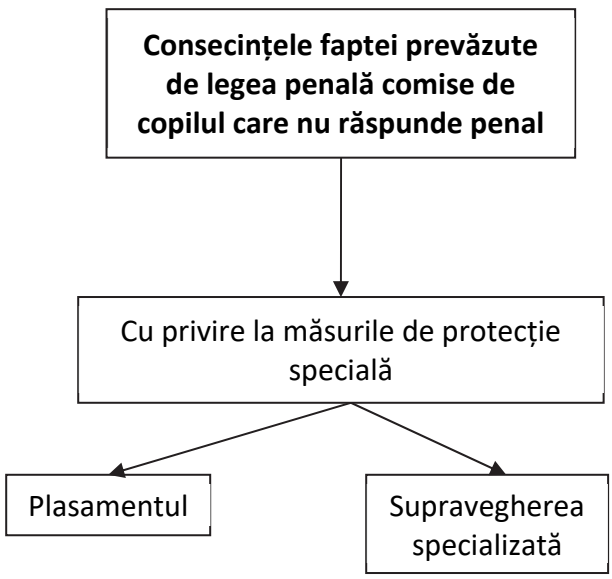 Consecințele faptei prevăzute
de legea penală comise de
copilul care nu răspunde penal
Cu privire la măsurile de protecție
specială
Plasamentul
Supravegherea
specializată